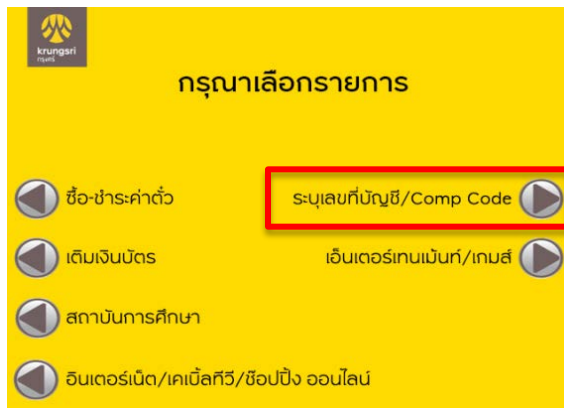 krungsri
กรุงศรี
กรุณาเลือกรายการ
ซื้อ-ชำระค่าตั๋ว
ระบุเลขที่บัญชี/Comp Code
เติมเงินบัตร
เอ็นเตอร์เทนเม้นท์/เกมส์
สถาบันการศึกษา
อินเตอร์เน็ต/เคเบิ้ลทีวี/ช้อปปิ้ง ออนไลน์